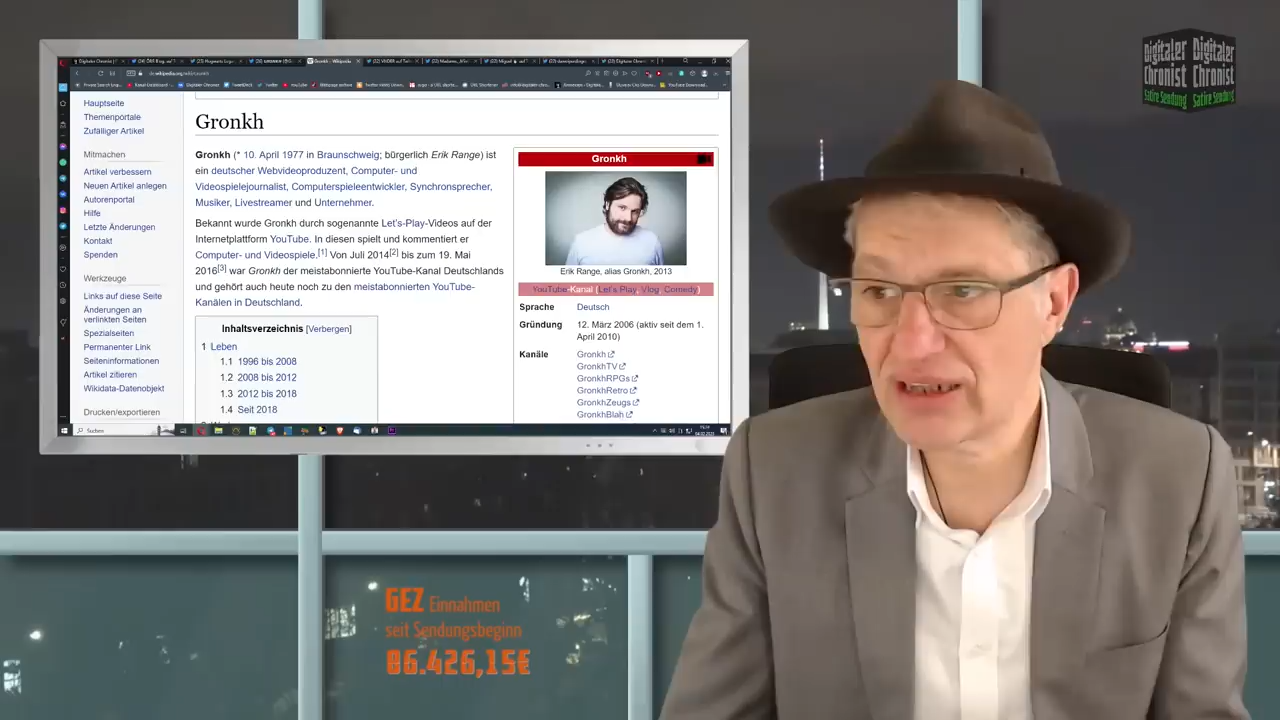 Digitaler Digitaler
Chronist Chronist
Satire Sendung Satire Sendung
Gronkh - Wikipedia
Hauptseite
Themenportale
Zufälliger Artikel
Mitmachen
Artikel verbessern
Neuen Artikel anlegen
Autorenportal
Hilfe
Letzte Änderungen
Kontakt
Spenden
Werkzeuge
Links auf diese Seite
Änderungen an
verlinkten Seiten
Spezialseiten
Permanenter Link
Seiteninformationen
Artikel zitieren
Wikidata-Datenobjekt
Drucken/exportieren
Gronkh
Gronkh (* 10. April 1977 in Braunschweig; bürgerlich Erik Range) ist
ein deutscher Webvideoproduzent, Computer- und
Videospielejournalist, Computerspieleentwickler, Synchronsprecher,
Musiker, Livestreamer und Unternehmer.
Bekannt wurde Gronkh durch sogenannte Let's-Play-Videos auf der
Internetplattform YouTube. In diesen spielt und kommentiert er
Computer- und Videospiele.[1] Von Juli 2014[2] bis zum 19. Mai
2016[3] war Gronkh der meistabonnierte YouTube-Kanal Deutschlands
und gehört auch heute noch zu den meistabonnierten YouTube-
Kanälen in Deutschland.
Inhaltsverzeichnis [Verbergen]
1 Leben
1.1 1996 bis 2008
1.2 2008 bis 2012
1.3 2012 bis 2018
1.4 Seit 2018
Gronkh
Erik Range, alias Gronkh, 2013
YouTube-Kanal (Let's Play, Vlog, Comedy)
Sprache Deutsch
Gründung 12. März 2006 (aktiv seit dem 1.
April 2010)
Kanäle Gronkh
GronkhTV
GronkhRPGs
GronkhRetro
GronkhZeugs
GronkhBlah
Suchen
GEZ Einnahmen
seit Sendungsbeginn
86.426,15€